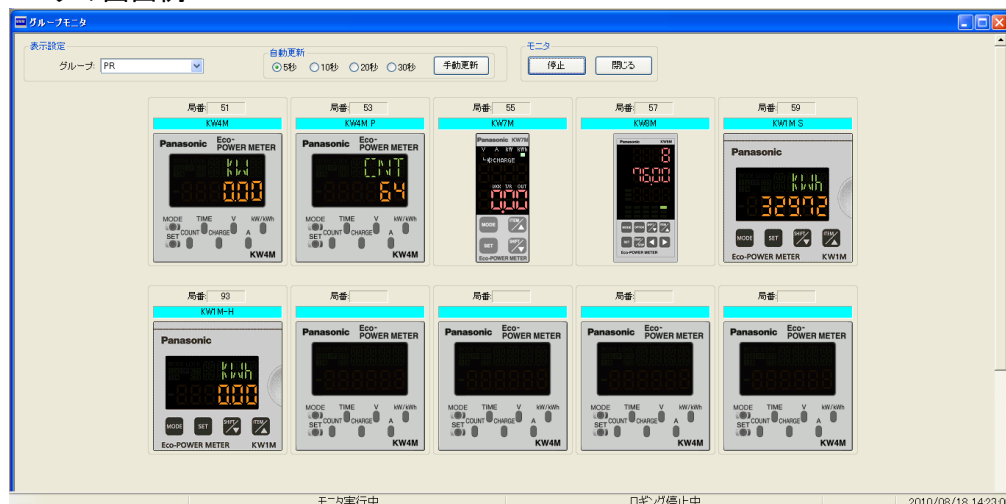 グループモニタ
表示設定
グループ: PR
自動更新
5秒 10秒 20秒 30秒
手動更新
モニタ
停止 閉じる
局番: 51 局番: 53 局番: 55 局番: 57 局番: 59
KW4M KW4M P KW7M KW8M KW1M S
Panasonic Eco-POWER METER
KW
0.00
MODE TIME V kW/kWh
SET COUNT CHARGE A
KW4M
Panasonic Eco-POWER METER
CNT
64
MODE TIME V kW/kWh
SET COUNT CHARGE A
KW4M
Panasonic KW7M
V A kW kWh
CHARGE
0.00
MODE ITEM
SET SHIFT
Eco-POWER METER
Panasonic KW8M
8
76.00
Eco-POWER METER
Panasonic
kWh
329.72
MODE SET SHIFT ITEM
Eco-POWER METER KW1M
局番: 93 局番: 局番: 局番: 局番:
KW1M-H
Panasonic
kWh
0.00
MODE SET SHIFT ITEM
Eco-POWER METER KW1M
Panasonic Eco-POWER METER
MODE TIME V kW/kWh
SET COUNT CHARGE A
KW4M
Panasonic Eco-POWER METER
MODE TIME V kW/kWh
SET COUNT CHARGE A
KW4M
Panasonic Eco-POWER METER
MODE TIME V kW/kWh
SET COUNT CHARGE A
KW4M
Panasonic Eco-POWER METER
MODE TIME V kW/kWh
SET COUNT CHARGE A
KW4M
モニタ実行中 ロギング停止中 2010/08/18 14:23:0